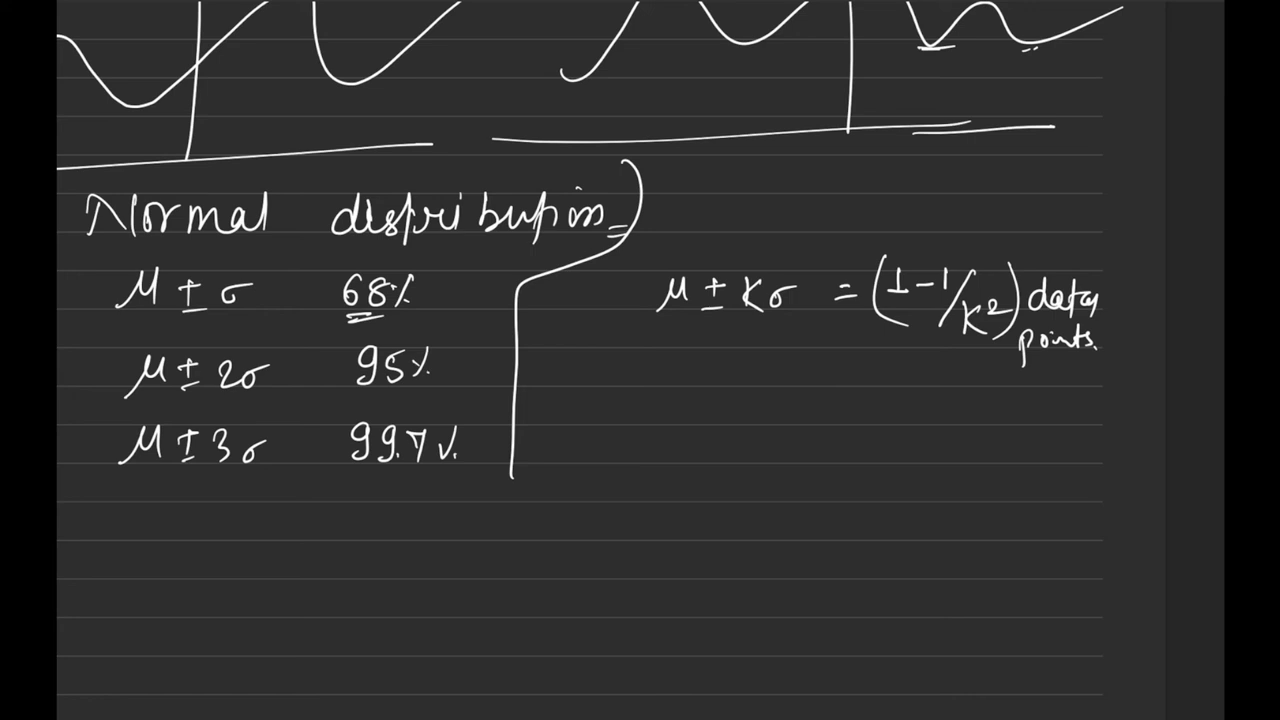 Normal distribution =
μ ± σ 68%
μ ± 2σ 95%
μ ± 3σ 99.7%
μ ± Kσ = (1 - 1/K²) data points.